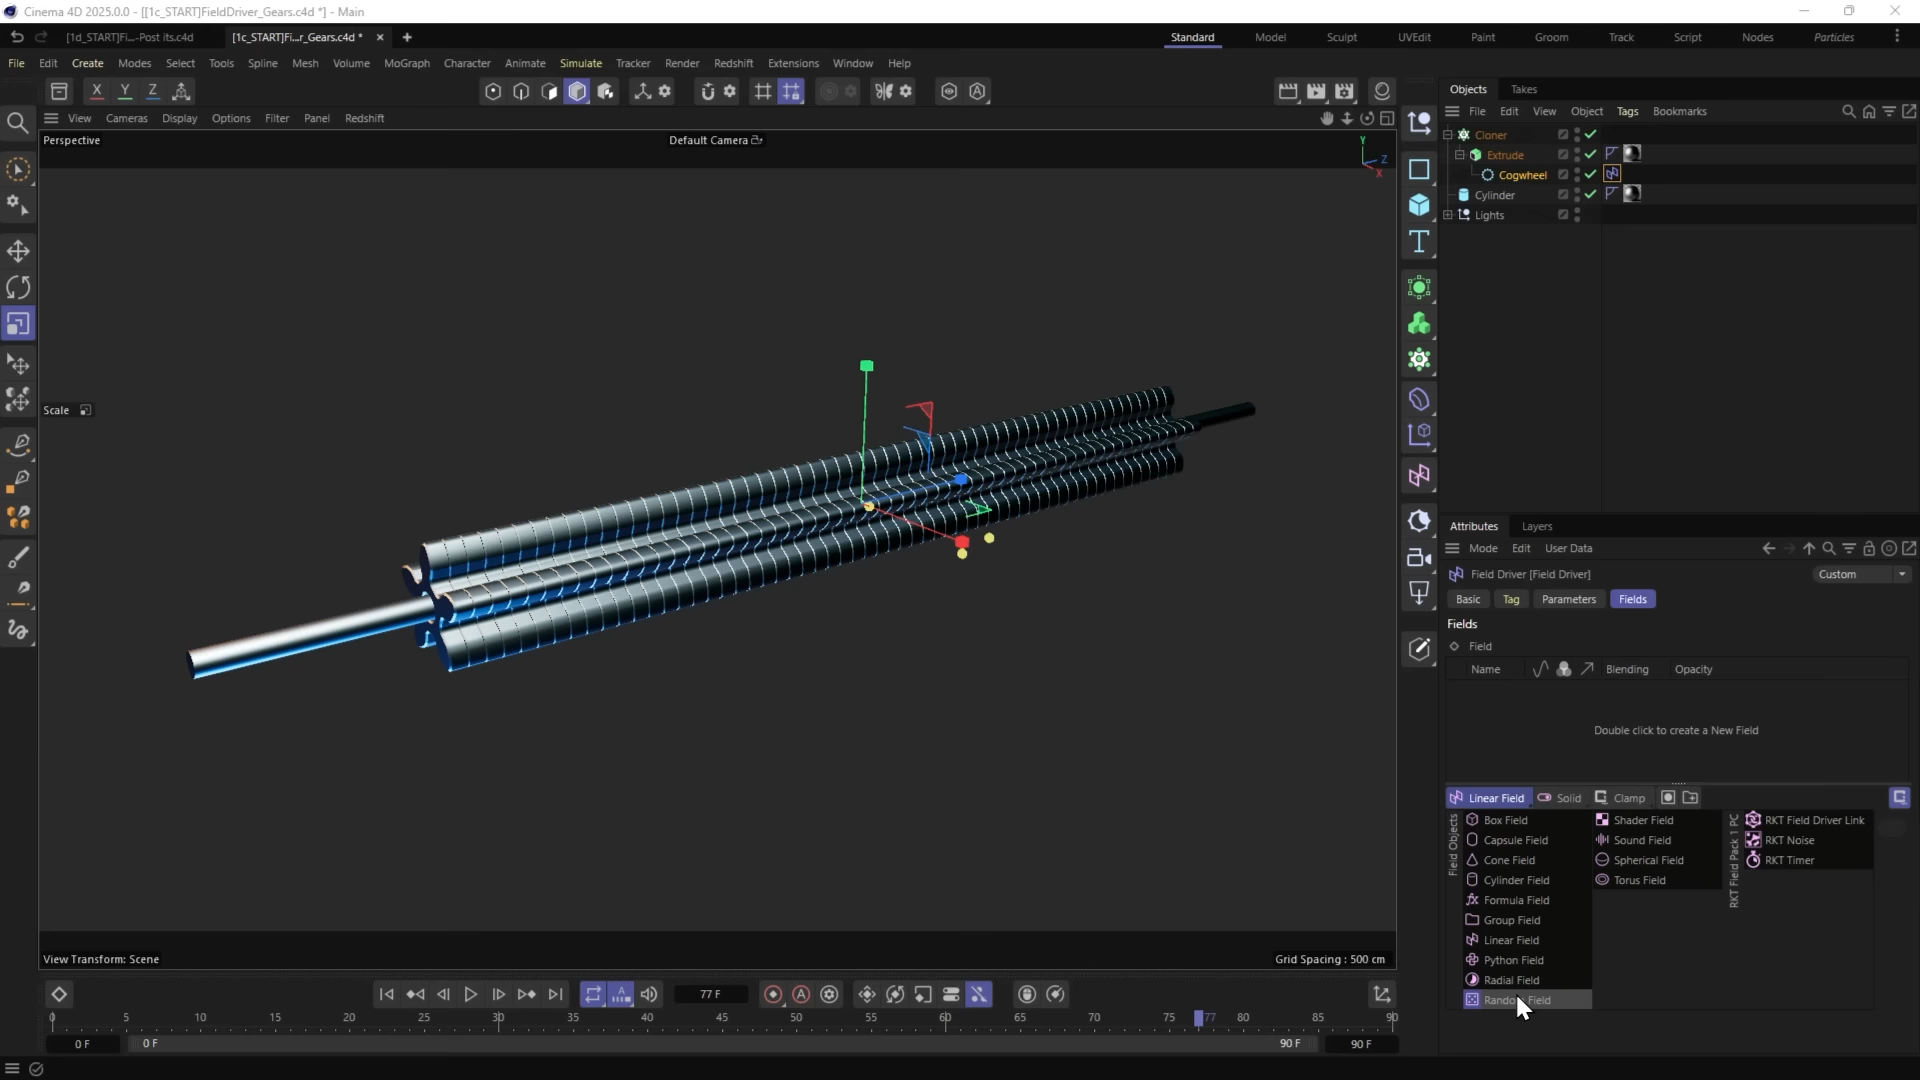 Cinema 4D 2025.0.0 - [[1c_START]FieldDriver_Gears.c4d *] - Main
[1d_START]Fi...-Post its.c4d
[1c_START]Fi...r_Gears.c4d *
Standard
Model
Sculpt
UVEdit
Paint
Groom
Track
Script
Nodes
Particles
File
Edit
Create
Modes
Select
Tools
Spline
Mesh
Volume
MoGraph
Character
Animate
Simulate
Tracker
Render
Redshift
Extensions
Window
Help
X
Y
Z
Objects
Takes
View
Cameras
Display
Options
Filter
Panel
Redshift
File
Edit
View
Object
Tags
Bookmarks
Perspective
Default Camera
Y
Z
X
Cloner
Extrude
Cogwheel
Cylinder
Lights
Scale
Attributes
Layers
Mode
Edit
User Data
Field Driver [Field Driver]
Custom
Basic
Tag
Parameters
Fields
Fields
Field
Name
Blending
Opacity
Double click to create a New Field
Linear Field
Solid
Clamp
Field Objects
Box Field
Capsule Field
Cone Field
Cylinder Field
Formula Field
Group Field
Linear Field
Python Field
Radial Field
Random Field
Shader Field
Sound Field
Spherical Field
Torus Field
RKT Field Pack 1 PC
RKT Field Driver Link
RKT Noise
RKT Timer
View Transform: Scene
Grid Spacing : 500 cm
77 F
0
5
10
15
20
25
30
35
40
45
50
55
60
65
70
75
77
80
85
90
0 F
0 F
90 F
90 F